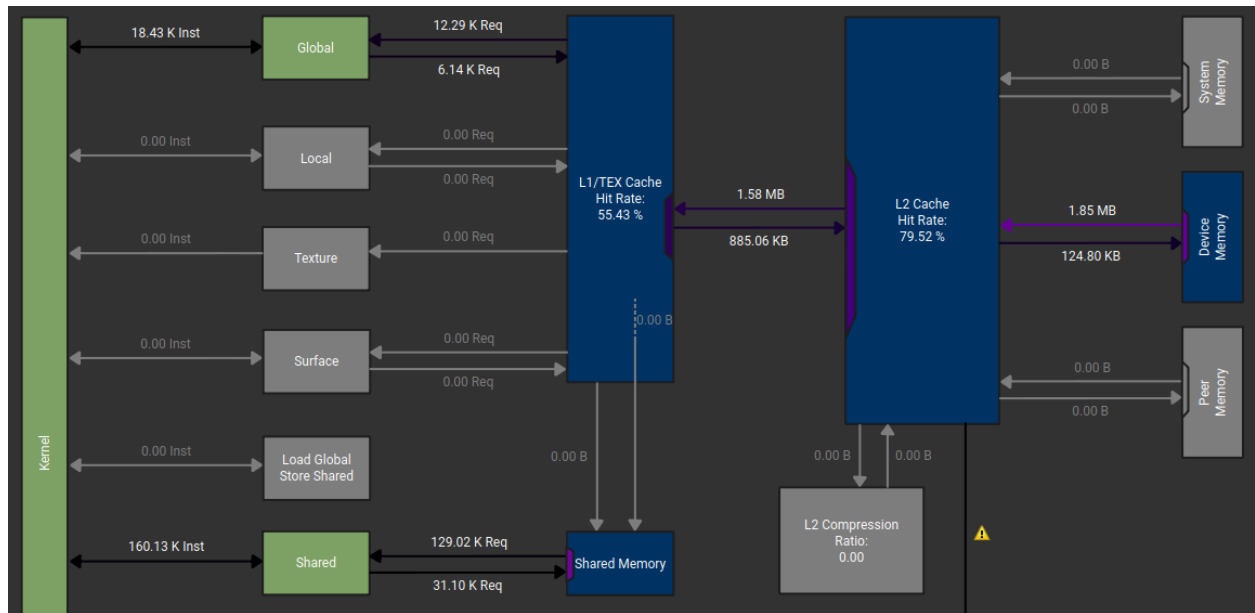 18.43 K Inst
Global
12.29 K Req
6.14 K Req
0.00 Inst
Local
0.00 Req
0.00 Req
0.00 Inst
Texture
0.00 Req
0.00 Inst
Surface
0.00 Req
0.00 Req
0.00 Inst
Load Global
Store Shared
160.13 K Inst
Shared
129.02 K Req
31.10 K Req
Kernel
L1/TEX Cache
Hit Rate:
55.43 %
0.00 B
0.00 B
Shared Memory
1.58 MB
885.06 KB
L2 Cache
Hit Rate:
79.52 %
0.00 B
0.00 B
L2 Compression
Ratio:
0.00
0.00 B
0.00 B
System
Memory
1.85 MB
124.80 KB
Device
Memory
0.00 B
0.00 B
Peer
Memory